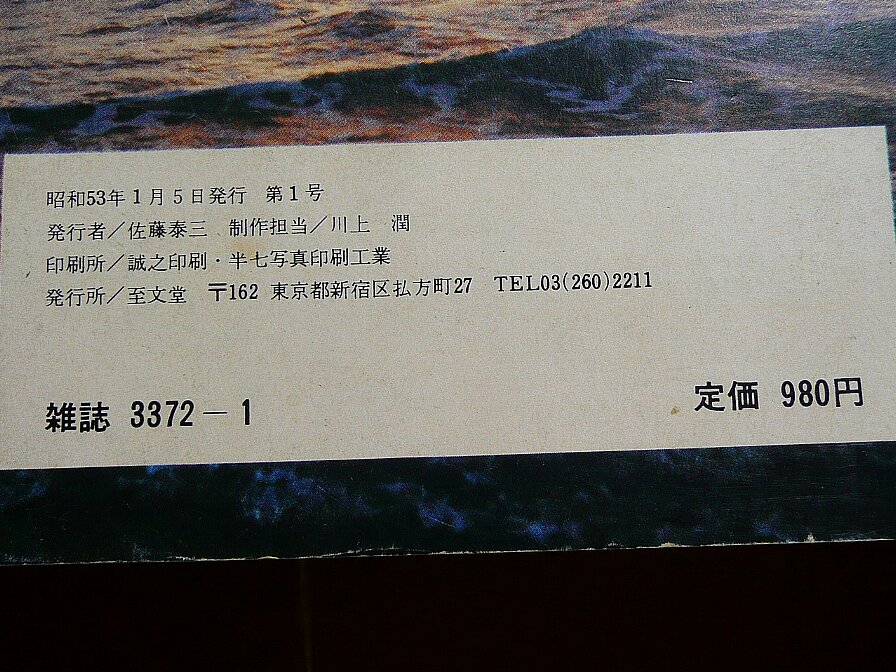 昭和53年1月5日発行　第1号
発行者／佐藤泰三　制作担当／川上　潤
印刷所／誠之印刷・半七写真印刷工業
発行所／至文堂　〒162 東京都新宿区払方町27　TEL03(260)2211
定価 980円
雑誌 3372－1